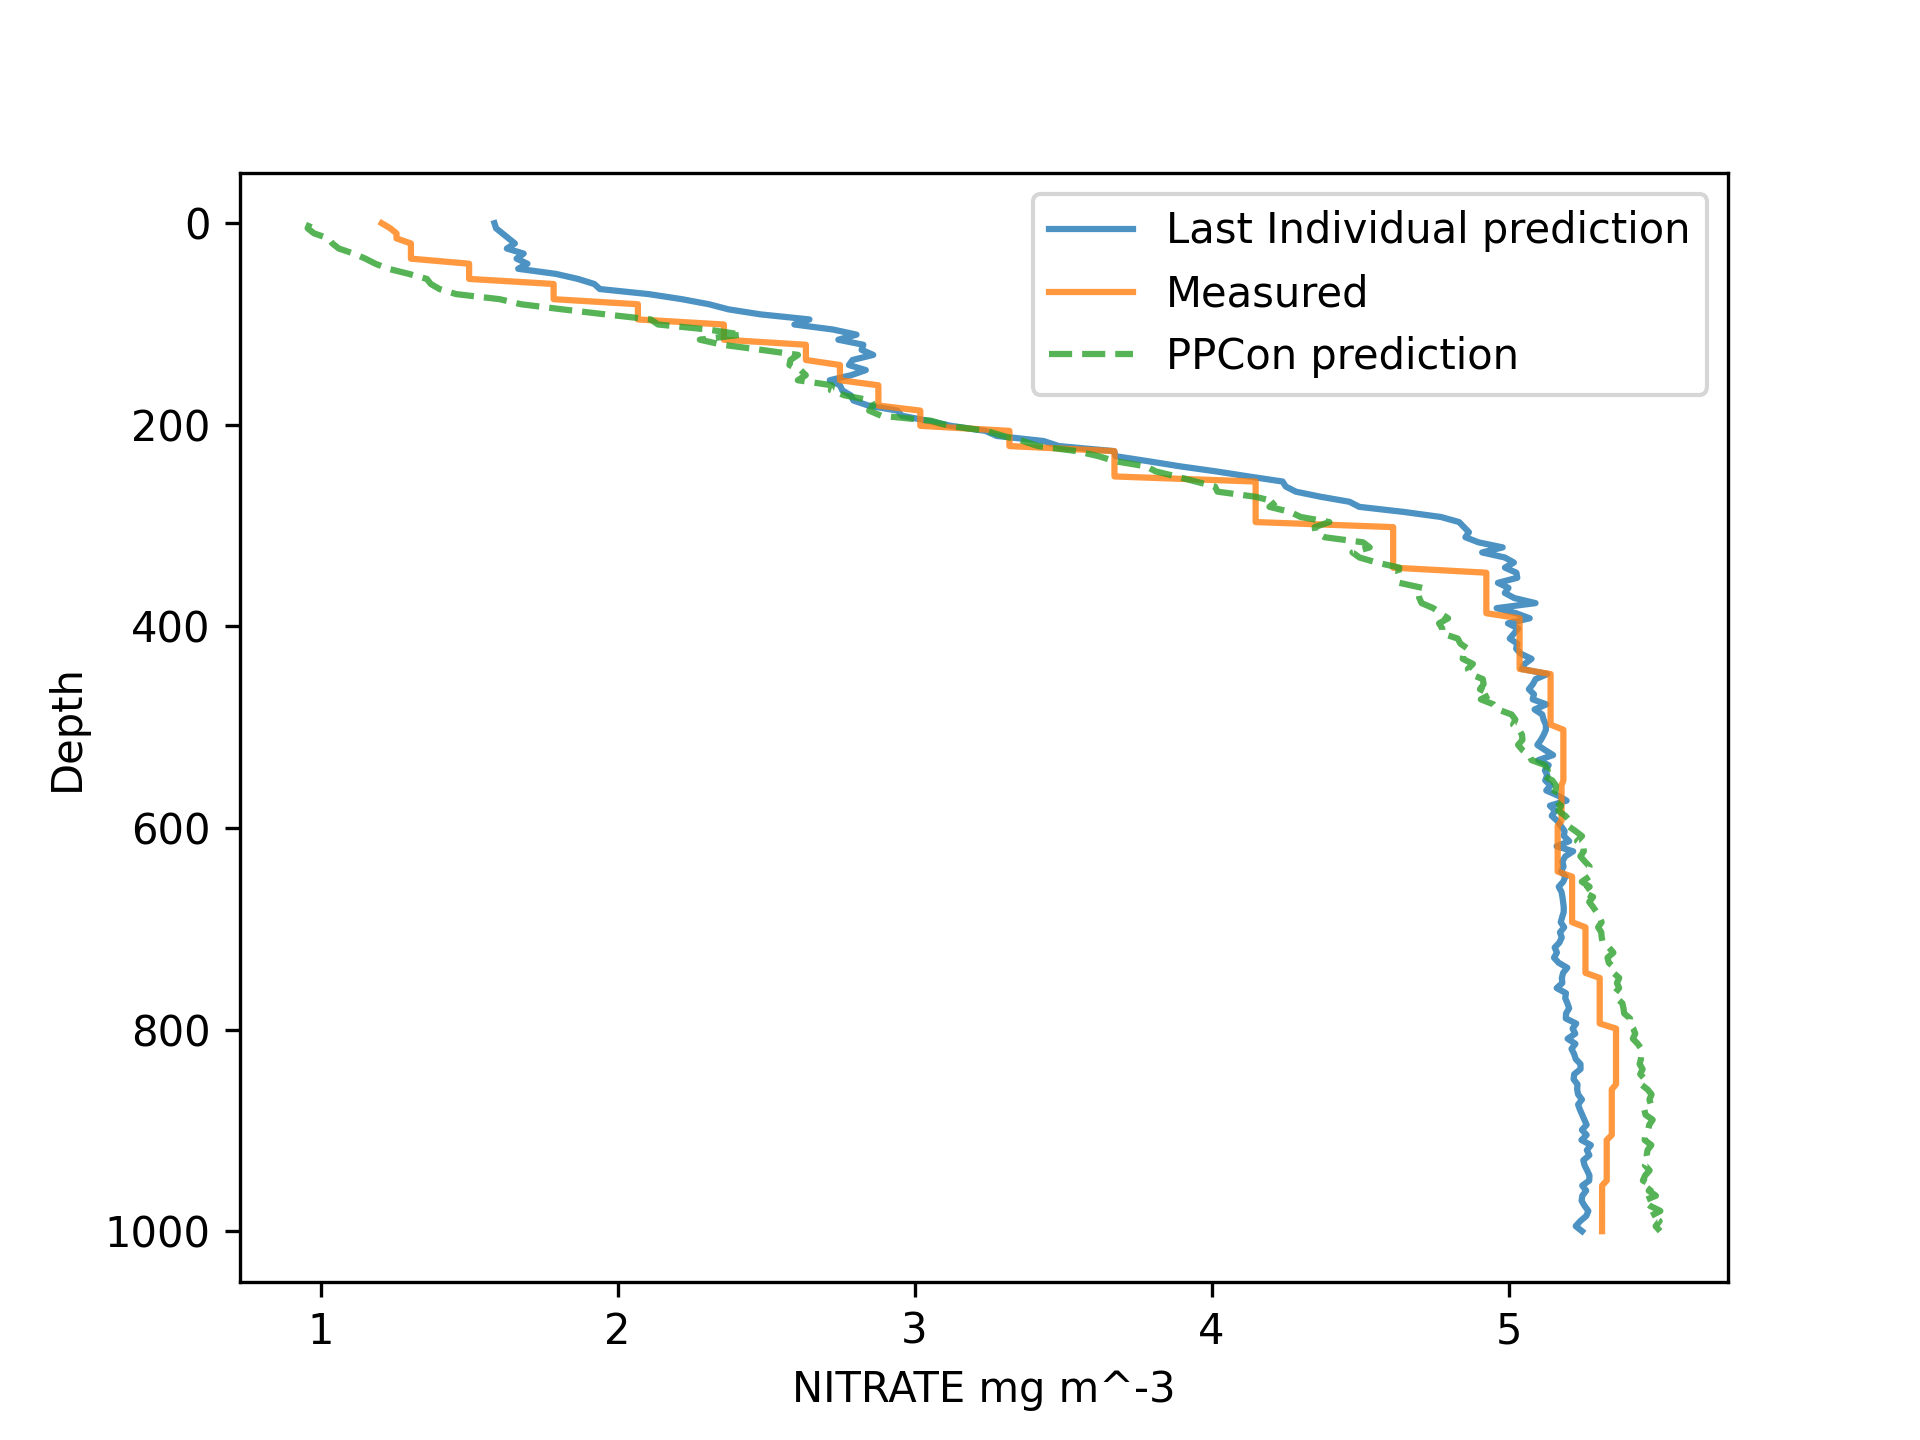 Last Individual prediction
Measured
PPCon prediction
0
200
400
600
800
1000
Depth
1 2 3 4 5
NITRATE mg m^-3